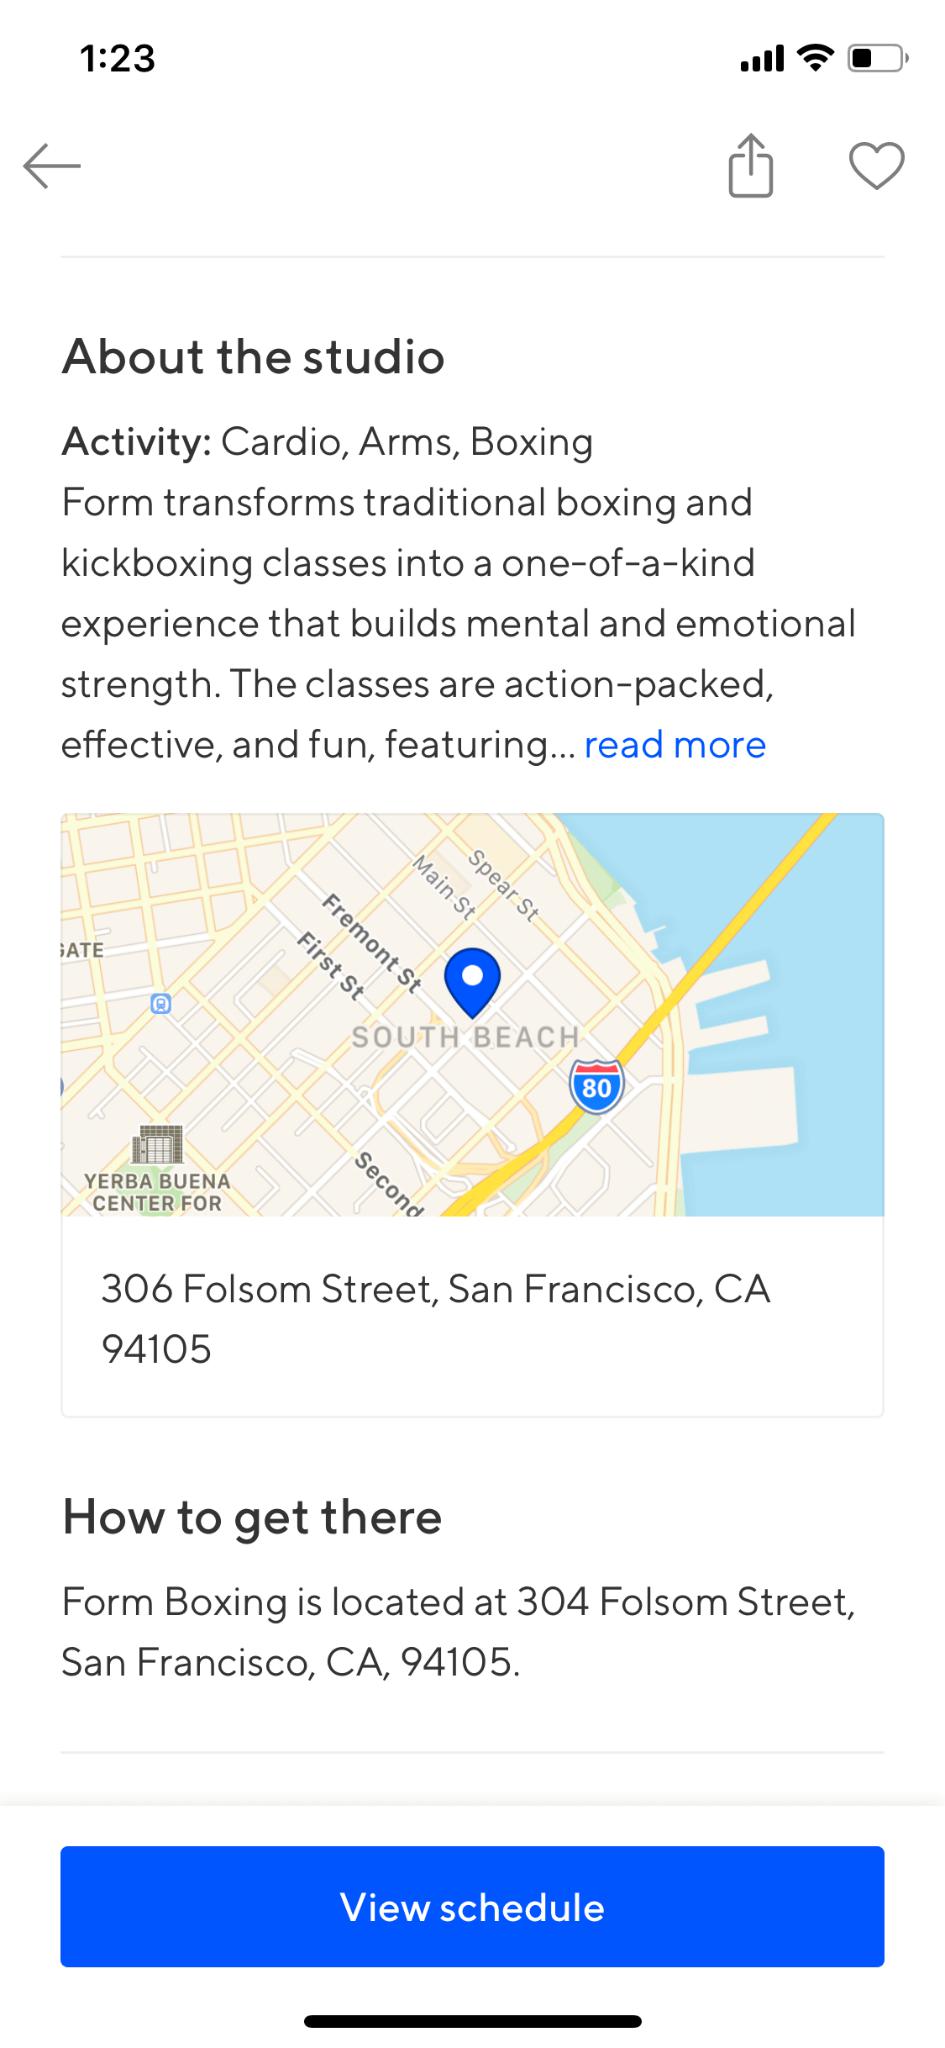 1:23
About the studio
Activity: Cardio, Arms, Boxing
Form transforms traditional boxing and
kickboxing classes into a one-of-a-kind
experience that builds mental and emotional
strength. The classes are action-packed,
effective, and fun, featuring... read more
Main St
Spear St
Fremont St
First St
GATE
SOUTH BEACH
80
YERBA BUENA
CENTER FOR
Second
306 Folsom Street, San Francisco, CA
94105
How to get there
Form Boxing is located at 304 Folsom Street,
San Francisco, CA, 94105.
View schedule